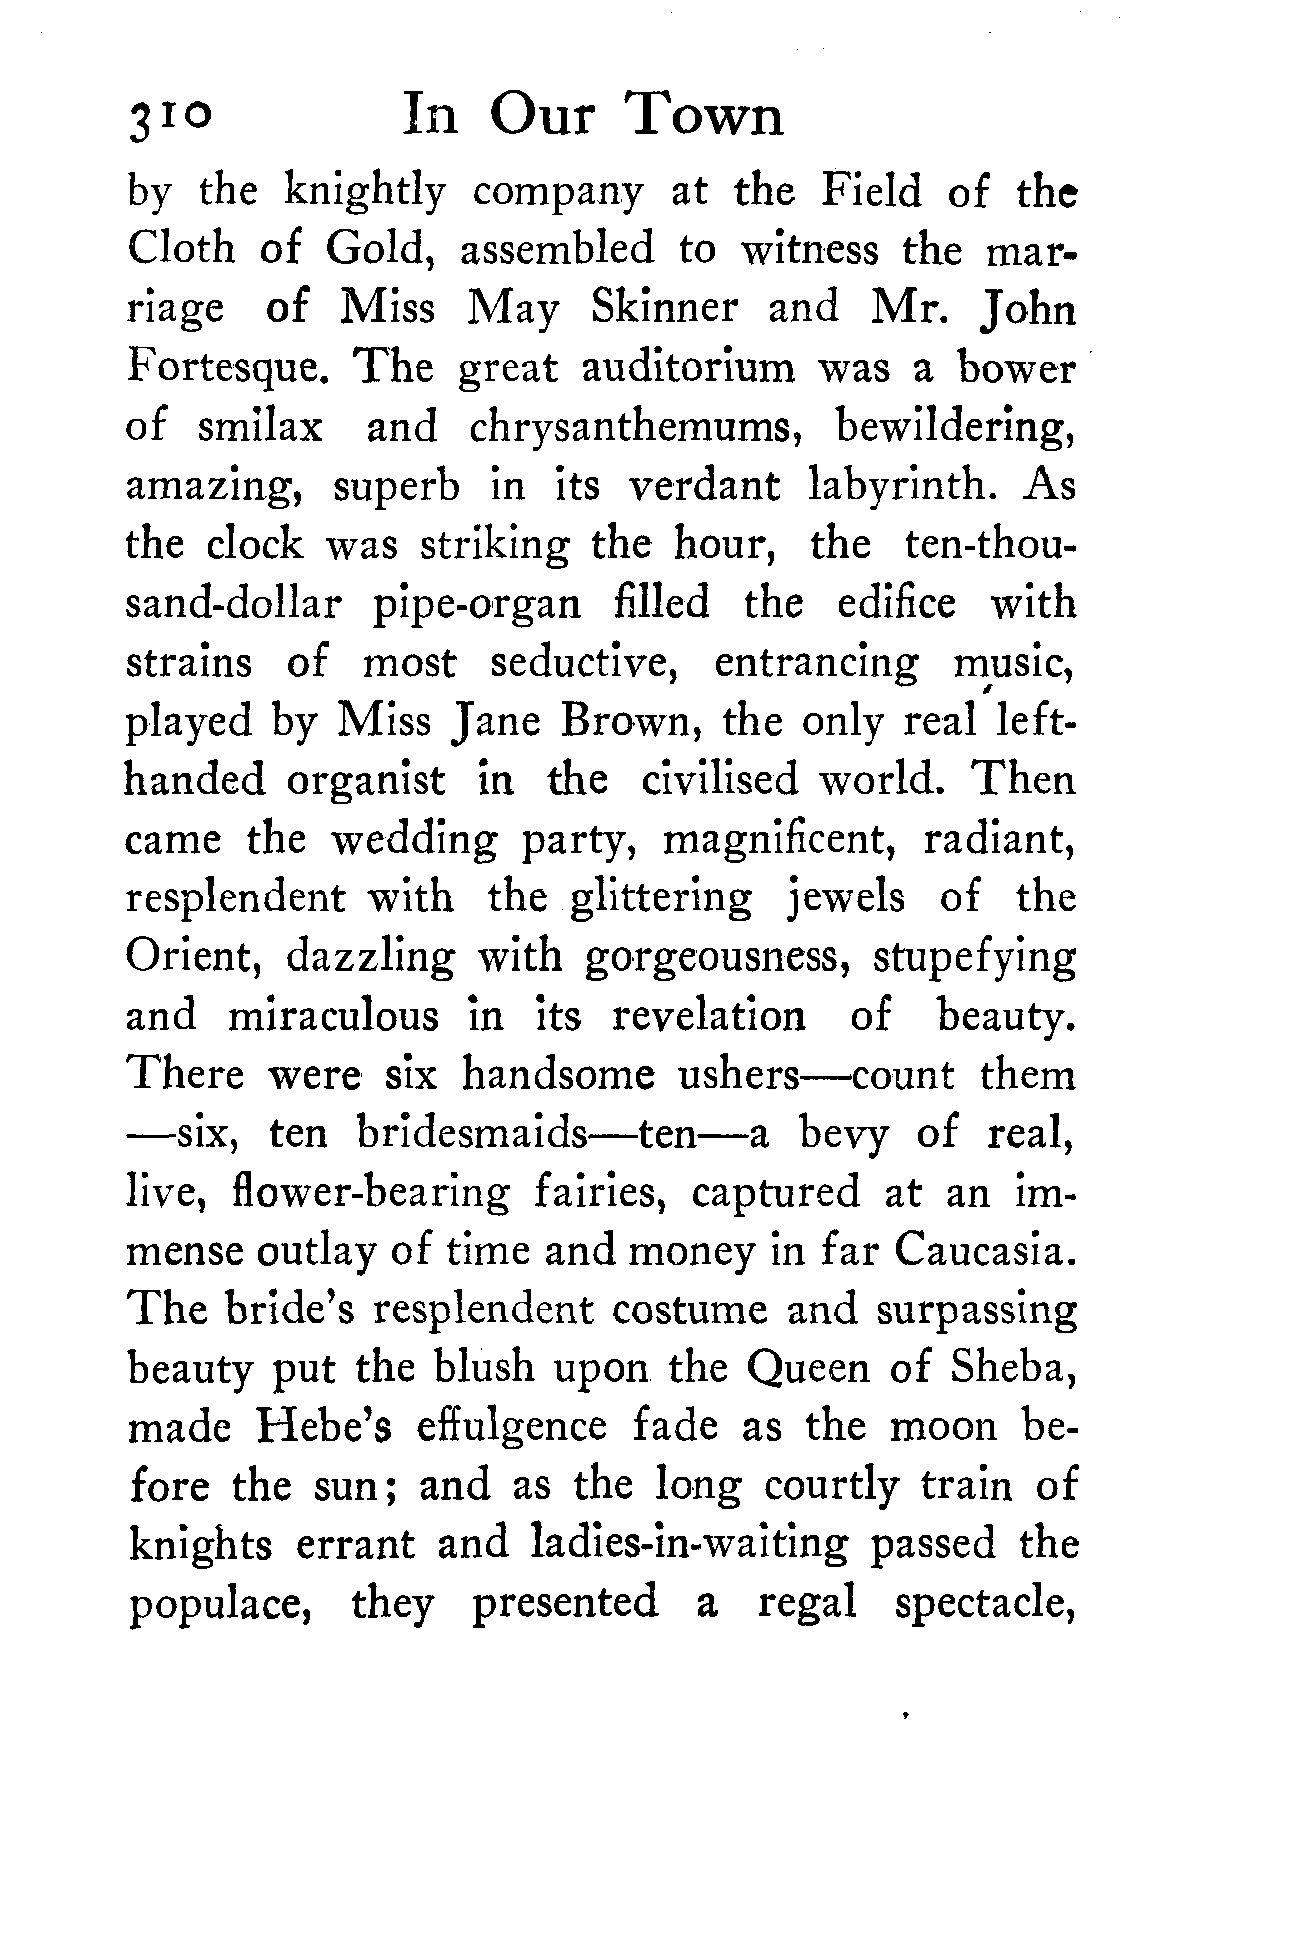 310 In Our Town
by the knightly company at the Field of the
Cloth of Gold, assembled to witness the mar-
riage of Miss May Skinner and Mr. John
Fortesque. The great auditorium was a bower
of smilax and chrysanthemums, bewildering,
amazing, superb in its verdant labyrinth. As
the clock was striking the hour, the ten-thou-
sand-dollar pipe-organ filled the edifice with
strains of most seductive, entrancing music,
played by Miss Jane Brown, the only real left-
handed organist in the civilised world. Then
came the wedding party, magnificent, radiant,
resplendent with the glittering jewels of the
Orient, dazzling with gorgeousness, stupefying
and miraculous in its revelation of beauty.
There were six handsome ushers—count them
—six, ten bridesmaids—ten—a bevy of real,
live, flower-bearing fairies, captured at an im-
mense outlay of time and money in far Caucasia.
The bride's resplendent costume and surpassing
beauty put the blush upon the Queen of Sheba,
made Hebe's effulgence fade as the moon be-
fore the sun; and as the long courtly train of
knights errant and ladies-in-waiting passed the
populace, they presented a regal spectacle,